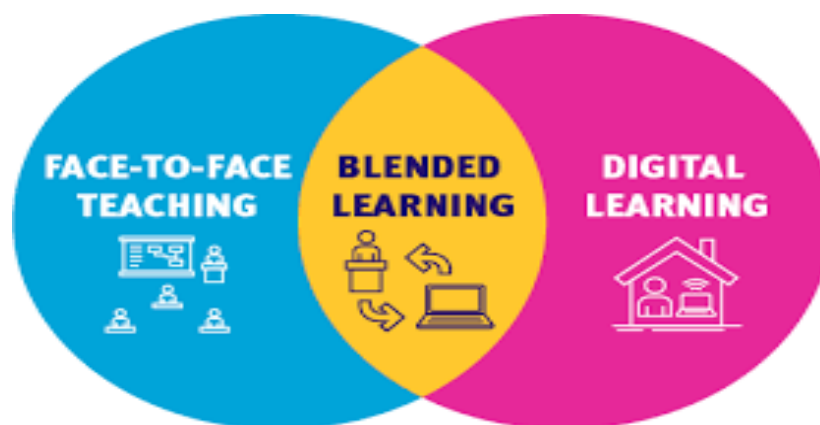 FACE-TO-FACE
TEACHING
BLENDED
LEARNING
DIGITAL
LEARNING